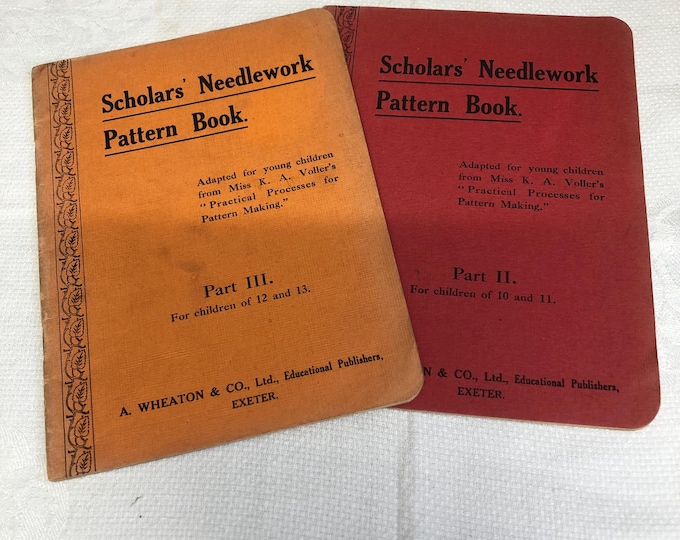 Scholars' Needlework
Pattern Book.
Adapted for young children
from Miss K. A. Voller's
"Practical Processes for
Pattern Making."
Part III.
For children of 12 and 13.
A. WHEATON & CO., Ltd., Educational Publishers,
EXETER.
Scholars' Needlework
Pattern Book.
Adapted for young children
from Miss K. A. Voller's
"Practical Processes for
Pattern Making."
Part II.
For children of 10 and 11.
& CO., Ltd., Educational Publishers,
EXETER.